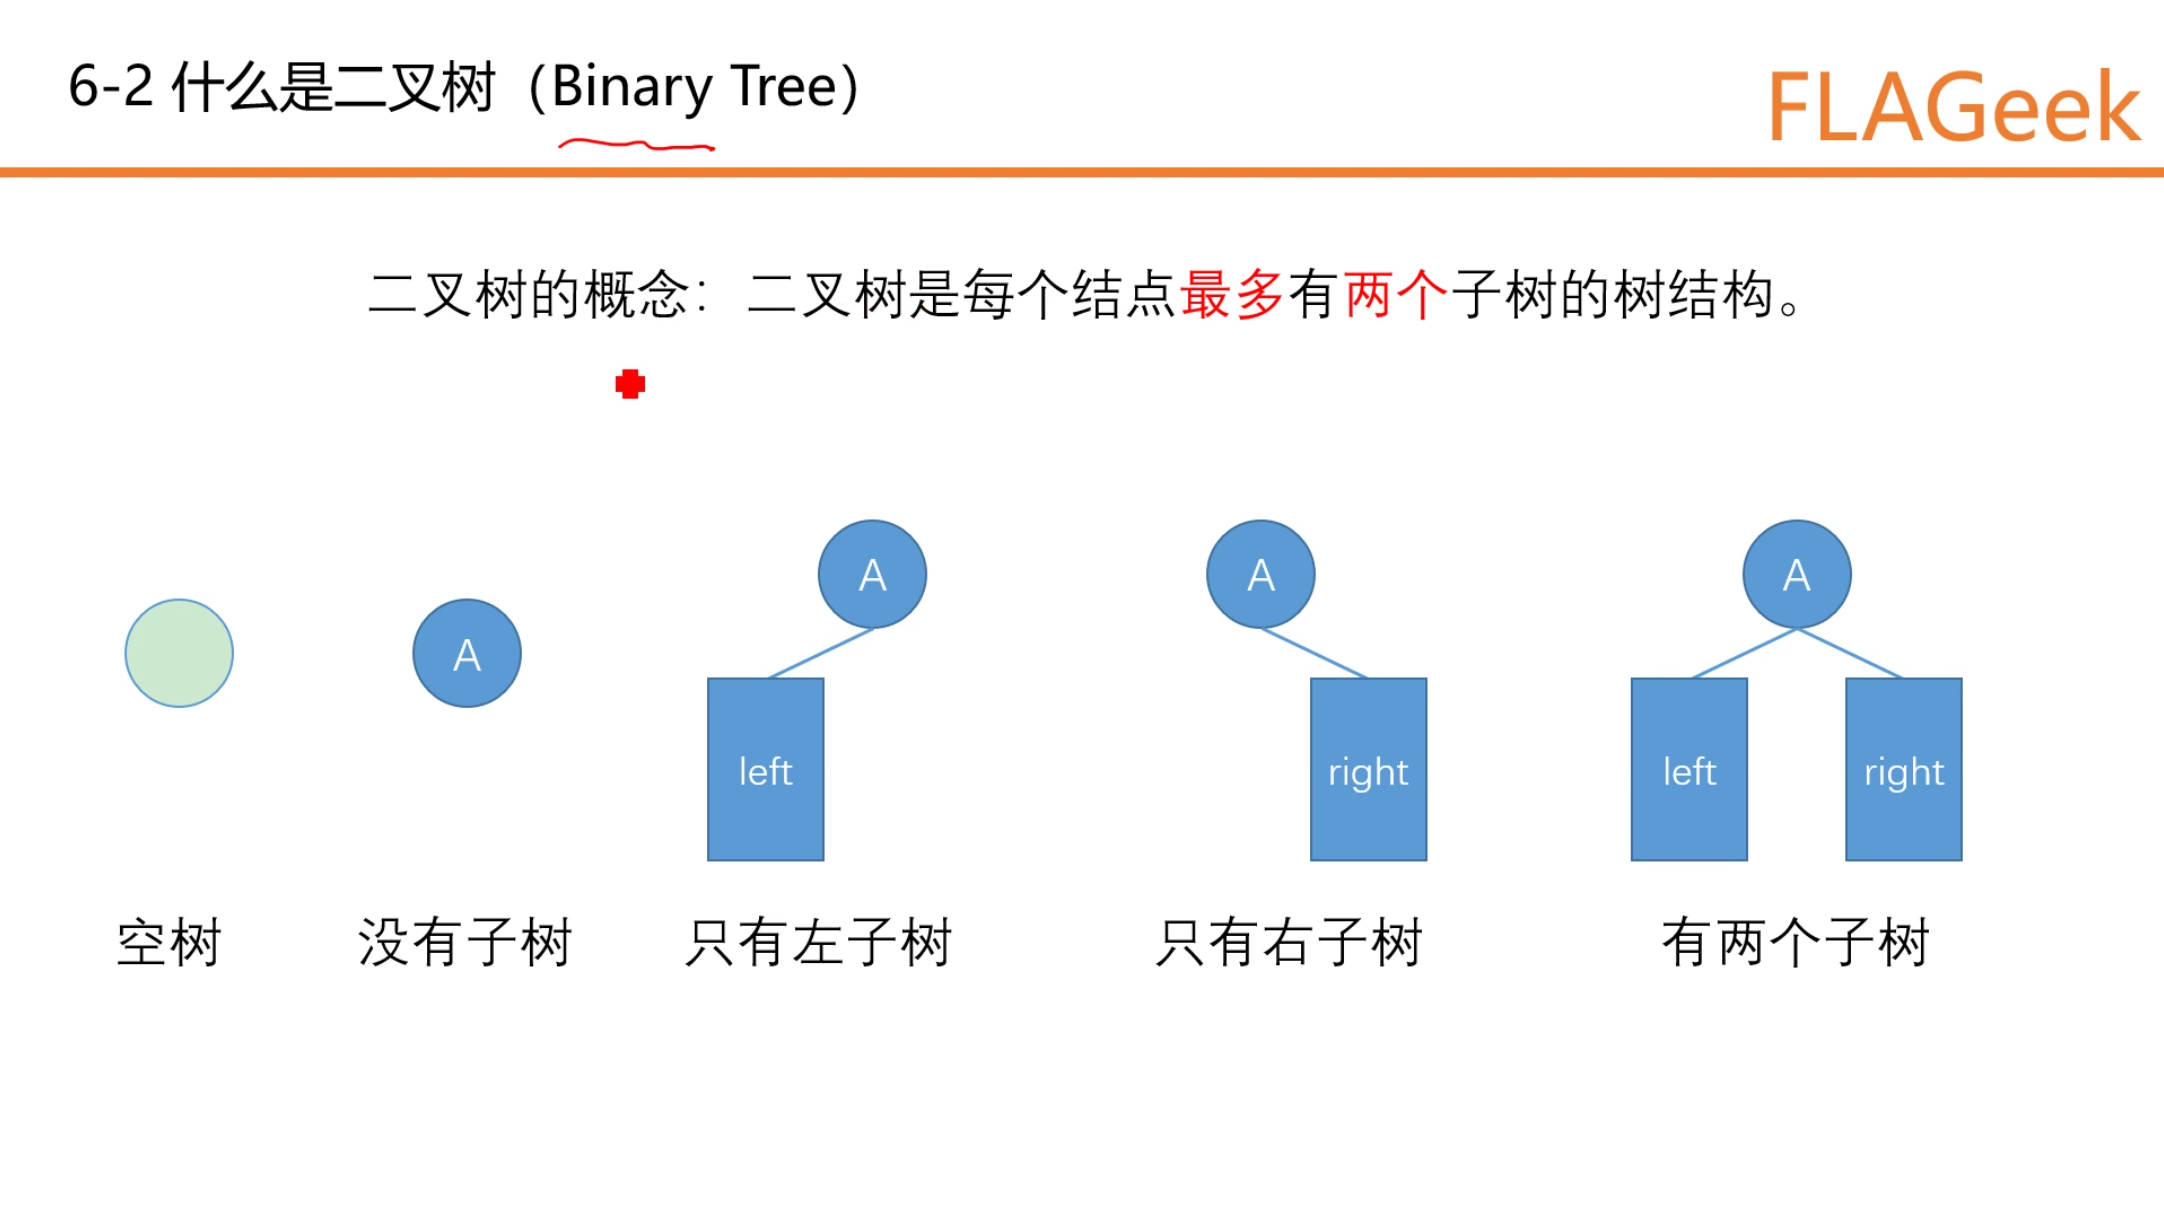 6-2 什么是二叉树（Binary Tree）
FLAGeek
二叉树的概念： 二叉树是每个结点最多有两个子树的树结构。
A
A
A
A
left
right
left
right
空树
没有子树
只有左子树
只有右子树
有两个子树